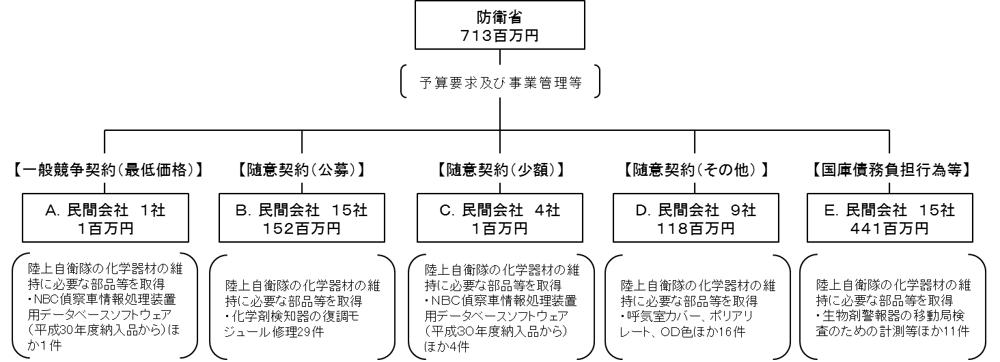 防衛省
７１３百万円
予算要求及び事業管理等
【一般競争契約（最低価格）】
【随意契約（公募）】
【随意契約（少額）】
【随意契約（その他）】
【国庫債務負担行為等】
Ａ．民間会社　１社
１百万円
Ｂ．民間会社　１５社
１５２百万円
Ｃ．民間会社　４社
１百万円
Ｄ．民間会社　９社
１１８百万円
Ｅ．民間会社　１５社
４４１百万円
陸上自衛隊の化学器材の維
持に必要な部品等を取得
・ＮＢＣ偵察車情報処理装置
用データベースソフトウェア
（平成30年度納入品から）ほ
か１件
陸上自衛隊の化学器材の維
持に必要な部品等を取得
・化学剤検知器の復調モ
ジュール修理29件
陸上自衛隊の化学器材の維
持に必要な部品等を取得
・ＮＢＣ偵察車情報処理装置
用データベースソフトウェア
（平成３０年度納入品から）
ほか4件
陸上自衛隊の化学器材の維
持に必要な部品等を取得
・呼気室カバー、ポリアリ
レート、ＯＤ色ほか16件
陸上自衛隊の化学器材の維
持に必要な部品等を取得
・生物剤警報器の移動局検
査のための計測等ほか11件